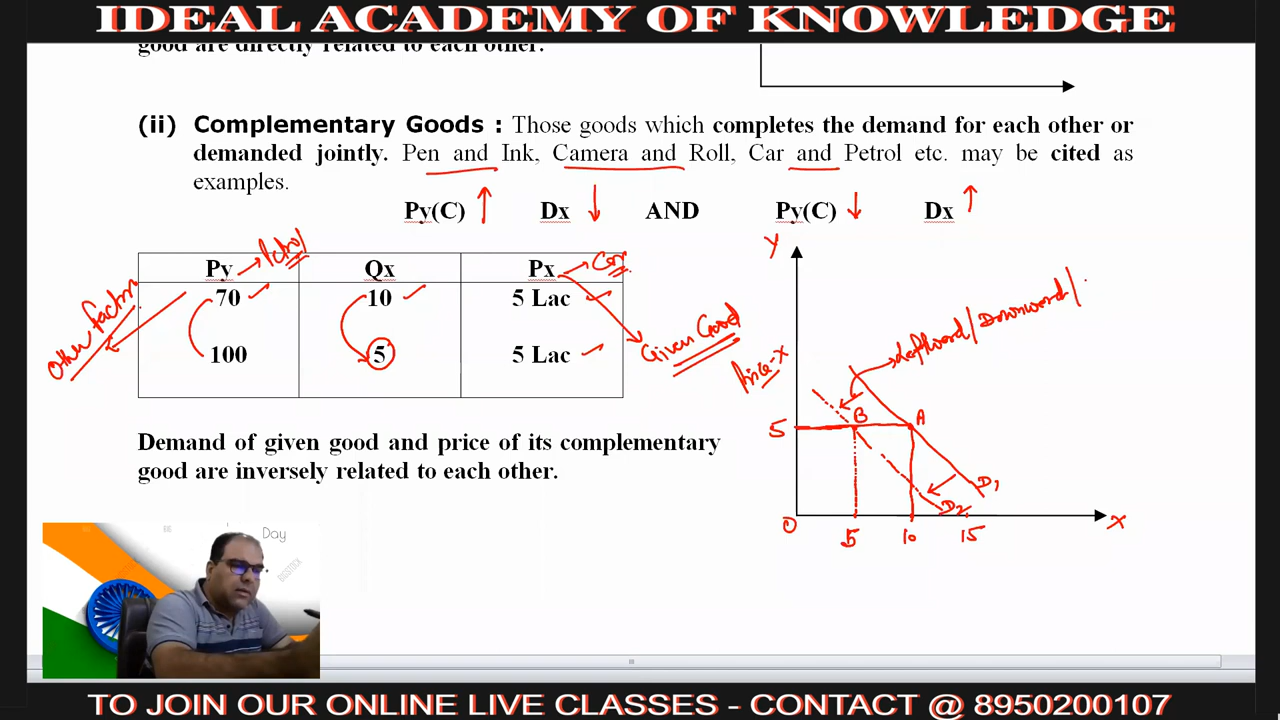 IDEAL ACADEMY OF KNOWLEDGE
good are directly related to each other.
(ii) Complementary Goods : Those goods which completes the demand for each other or
demanded jointly. Pen and Ink, Camera and Roll, Car and Petrol etc. may be cited as
examples.
Py(C) Dx AND Py(C) Dx
Py Petrol Qx Px Car
70 10 5 Lac
100 5 5 Lac
Other Factor
Given Good
Demand of given good and price of its complementary
good are inversely related to each other.
Y
Leftward/Downward/
Price-X
5 B A
D1
D2
O 5 10 15 X
Day
BIGSTOCK
TO JOIN OUR ONLINE LIVE CLASSES - CONTACT @ 8950200107